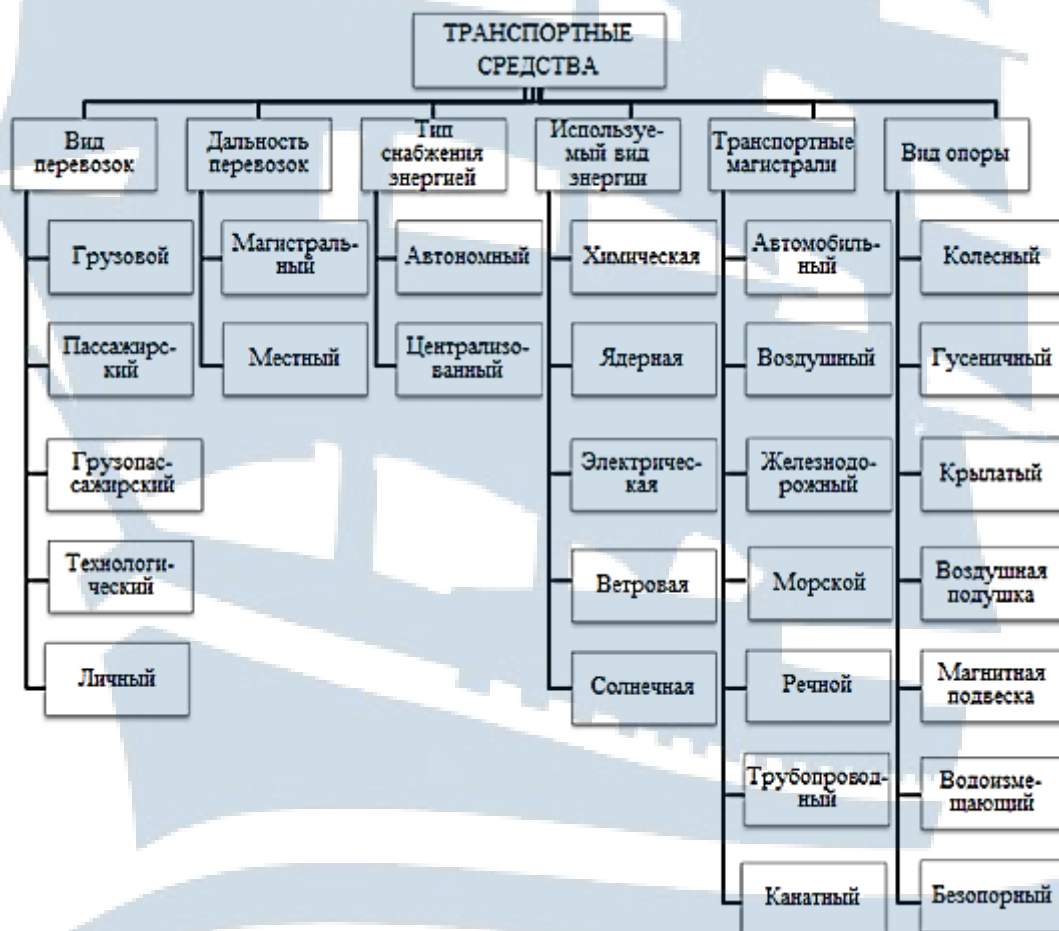 ТРАНСПОРТНЫЕ
СРЕДСТВА
Вид
перевозок
Дальность
перевозок
Тип
снабжения
энергией
Используе-
мый вид
энергии
Транспортные
магистрали
Вид опоры
Грузовой
Пассажирс-
кий
Грузопас-
сажирский
Технологи-
ческий
Личный
Магистраль-
ный
Местный
Автономный
Централизо-
ванный
Химическая
Ядерная
Электричес-
кая
Ветровая
Солнечная
Автомобиль-
ный
Воздушный
Железнодо-
рожный
Морской
Речной
Трубопровод-
ный
Канатный
Колесный
Гусеничный
Крылатый
Воздушная
подушка
Магнитная
подвеска
Водоизме-
щающий
Безопорный